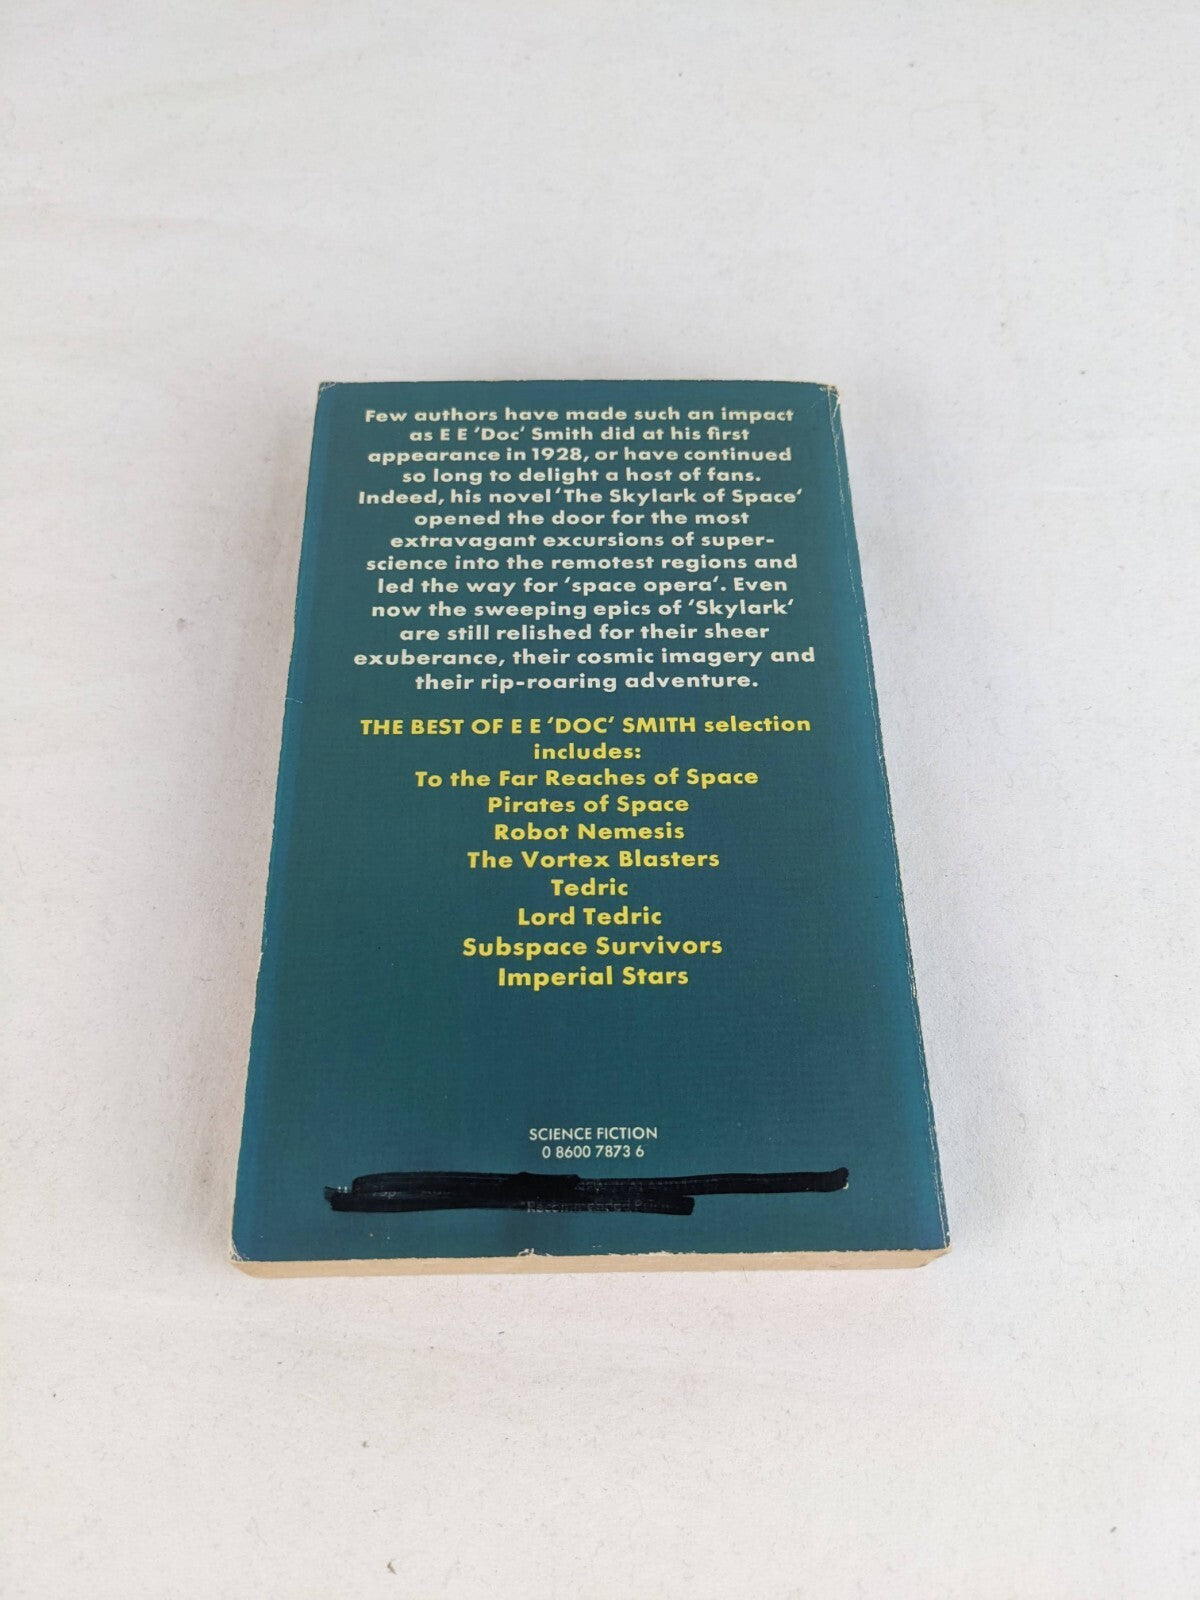 Few authors have made such an impact
as E E ‘Doc‘ Smith did at his first
appearance in 1928, or have continued
so long to delight a host of fans.
Indeed, his novel ‘The Skylark of Space‘
opened the door for the most
extravagant excursions of super-
science into the remotest regions and
led the way for ‘space opera‘. Even
now the sweeping epics of ‘Skylark‘
are still relished for their sheer
exuberance, their cosmic imagery and
their rip-roaring adventure.
THE BEST OF E E ‘DOC‘ SMITH selection
includes:
To the Far Reaches of Space
Pirates of Space
Robot Nemesis
The Vortex Blasters
Tedric
Lord Tedric
Subspace Survivors
Imperial Stars
SCIENCE FICTION
0 8600 7873 6
*Recommended